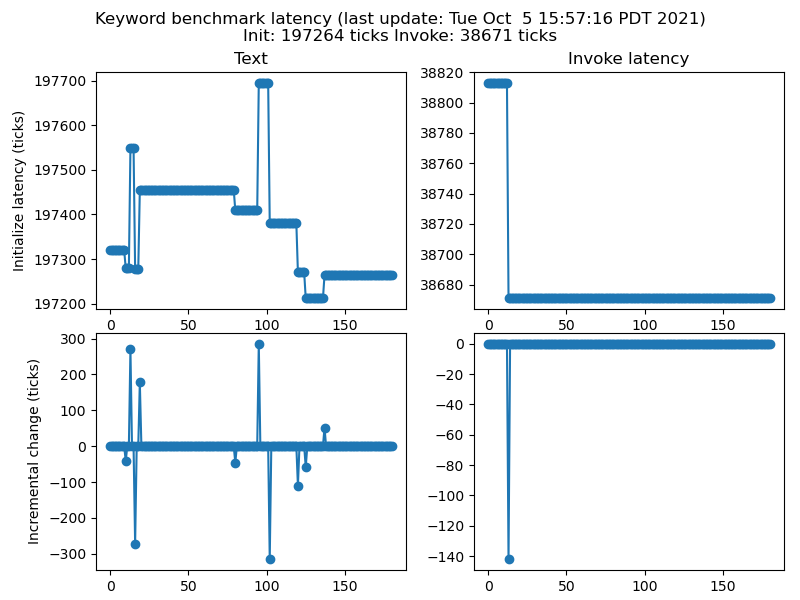 Keyword benchmark latency (last update: Tue Oct  5 15:57:16 PDT 2021)
Init: 197264 ticks Invoke: 38671 ticks
Text
Invoke latency
Initialize latency (ticks)
197700
197600
197500
197400
197300
197200
0 50 100 150
38820
38800
38780
38760
38740
38720
38700
38680
0 50 100 150
Incremental change (ticks)
300
200
100
0
−100
−200
−300
0 50 100 150
0
−20
−40
−60
−80
−100
−120
−140
0 50 100 150